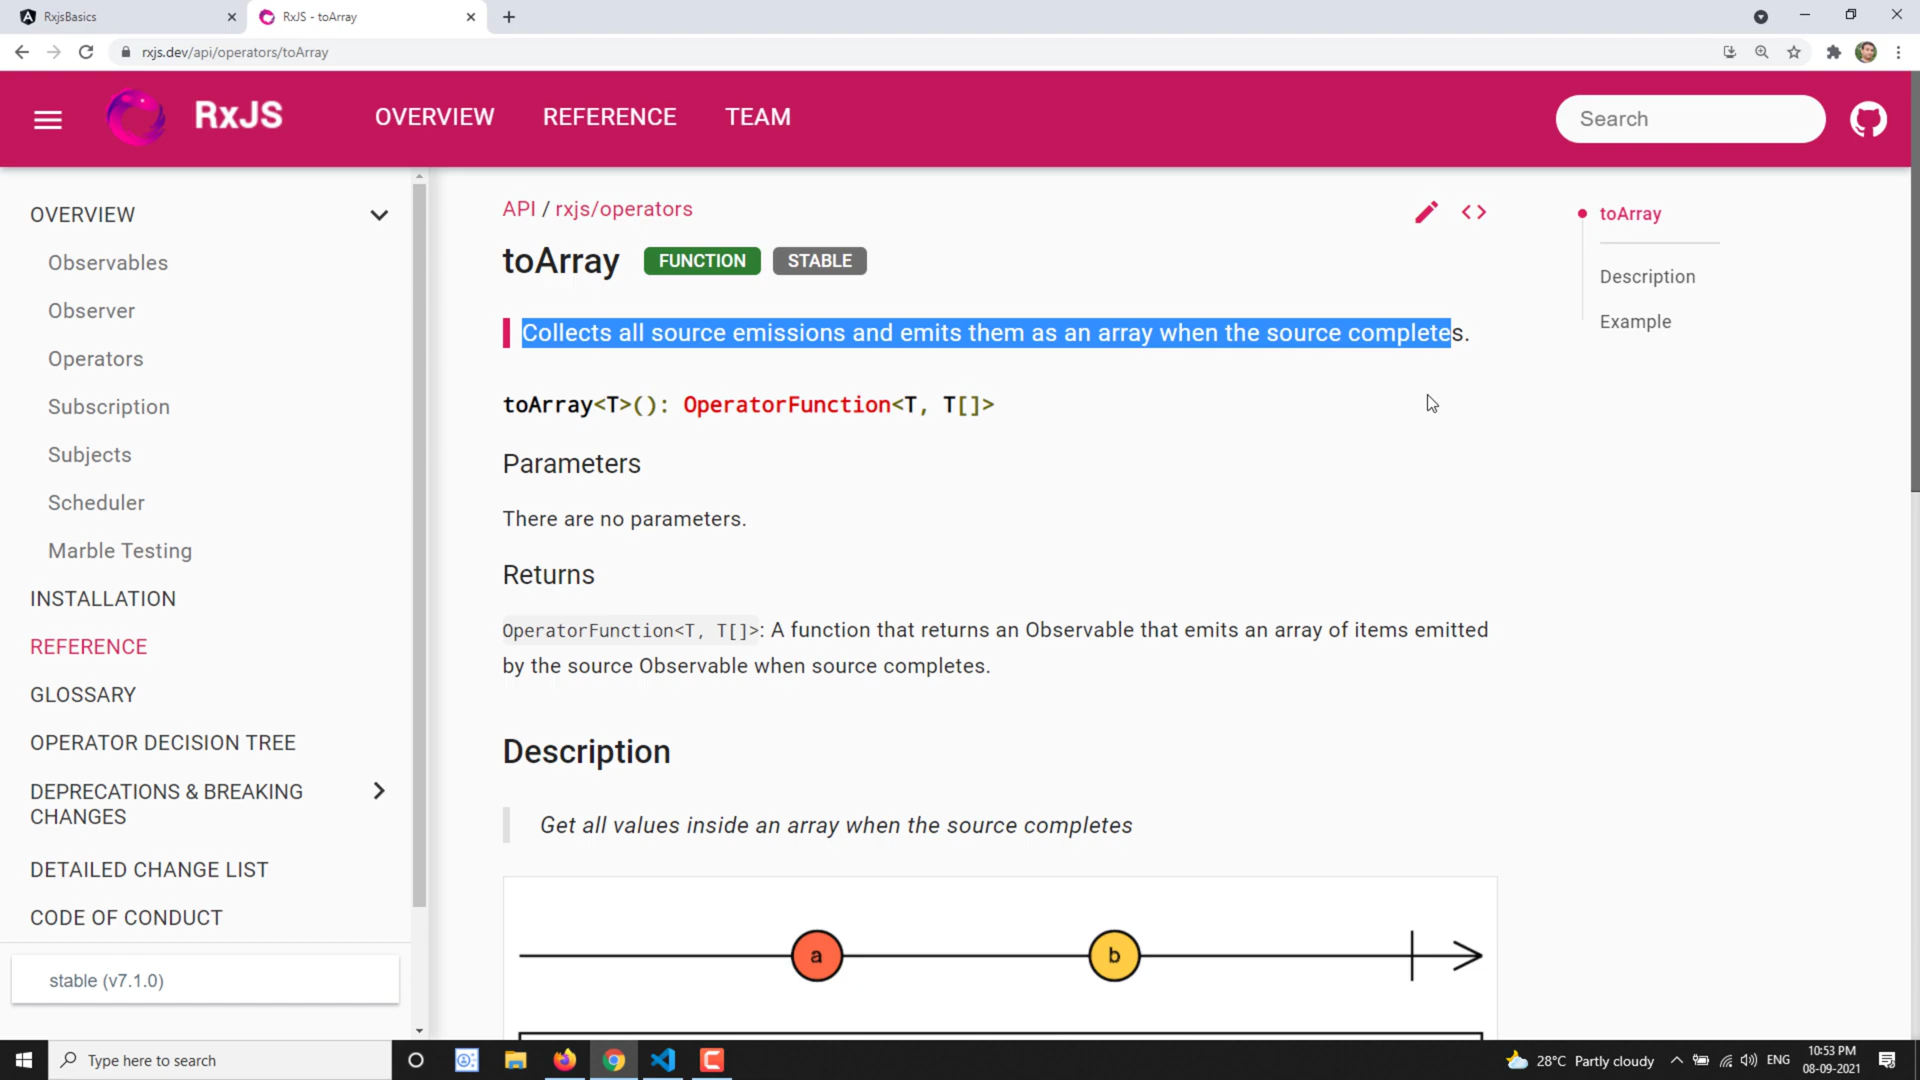 RxjsBasics
RxJS - toArray
rxjs.dev/api/operators/toArray
RxJS
OVERVIEW
REFERENCE
TEAM
Search
OVERVIEW
Observables
Observer
Operators
Subscription
Subjects
Scheduler
Marble Testing
INSTALLATION
REFERENCE
GLOSSARY
OPERATOR DECISION TREE
DEPRECATIONS & BREAKING
CHANGES
DETAILED CHANGE LIST
CODE OF CONDUCT
stable (v7.1.0)
API / rxjs/operators
toArray FUNCTION STABLE
Collects all source emissions and emits them as an array when the source completes.
toArray<T>(): OperatorFunction<T, T[]>
Parameters
There are no parameters.
Returns
OperatorFunction<T, T[]>: A function that returns an Observable that emits an array of items emitted
by the source Observable when source completes.
Description
Get all values inside an array when the source completes
a
b
toArray
Description
Example
Type here to search
28°C Partly cloudy
ENG
10:53 PM
08-09-2021